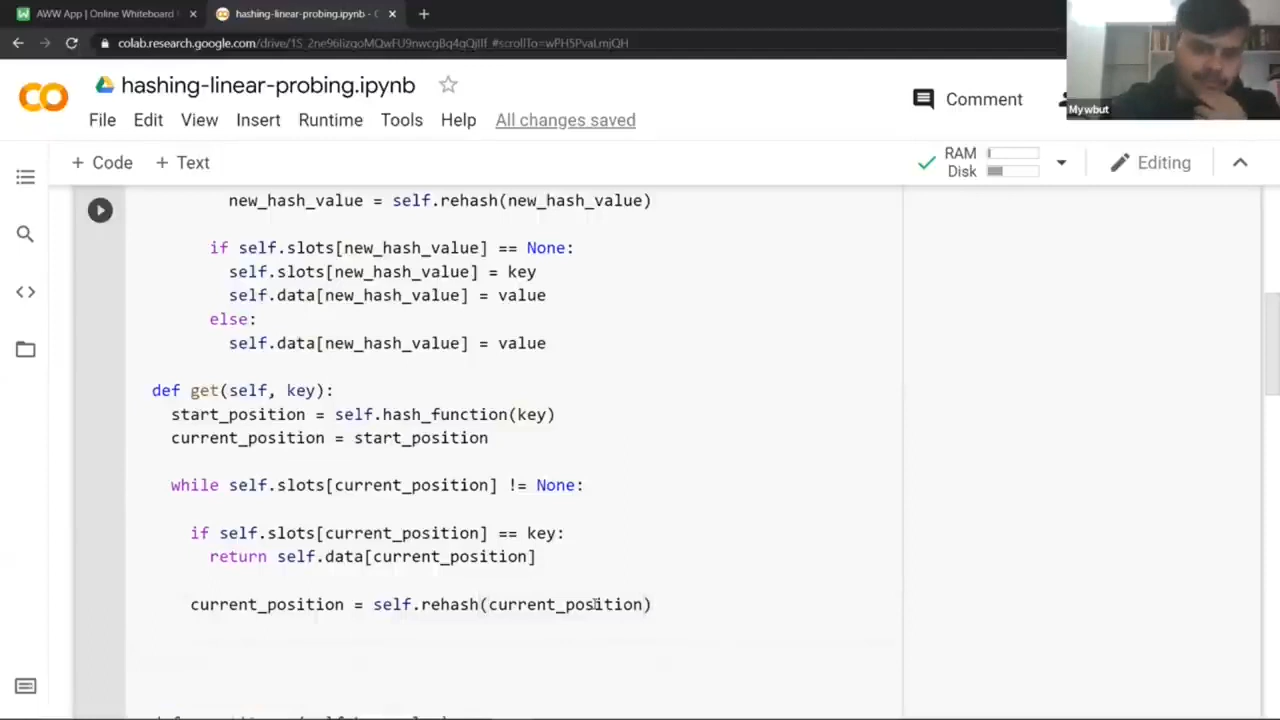 AWW App | Online Whiteboard
hashing-linear-probing.ipynb - C
hashing-linear-probing.ipynb
Comment
Mywbut
File Edit View Insert Runtime Tools Help All changes saved
+ Code + Text
RAM
Disk
Editing
new_hash_value = self.rehash(new_hash_value)
if self.slots[new_hash_value] == None:
self.slots[new_hash_value] = key
self.data[new_hash_value] = value
else:
self.data[new_hash_value] = value
def get(self, key):
start_position = self.hash_function(key)
current_position = start_position
while self.slots[current_position] != None:
if self.slots[current_position] == key:
return self.data[current_position]
current_position = self.rehash(current_position)